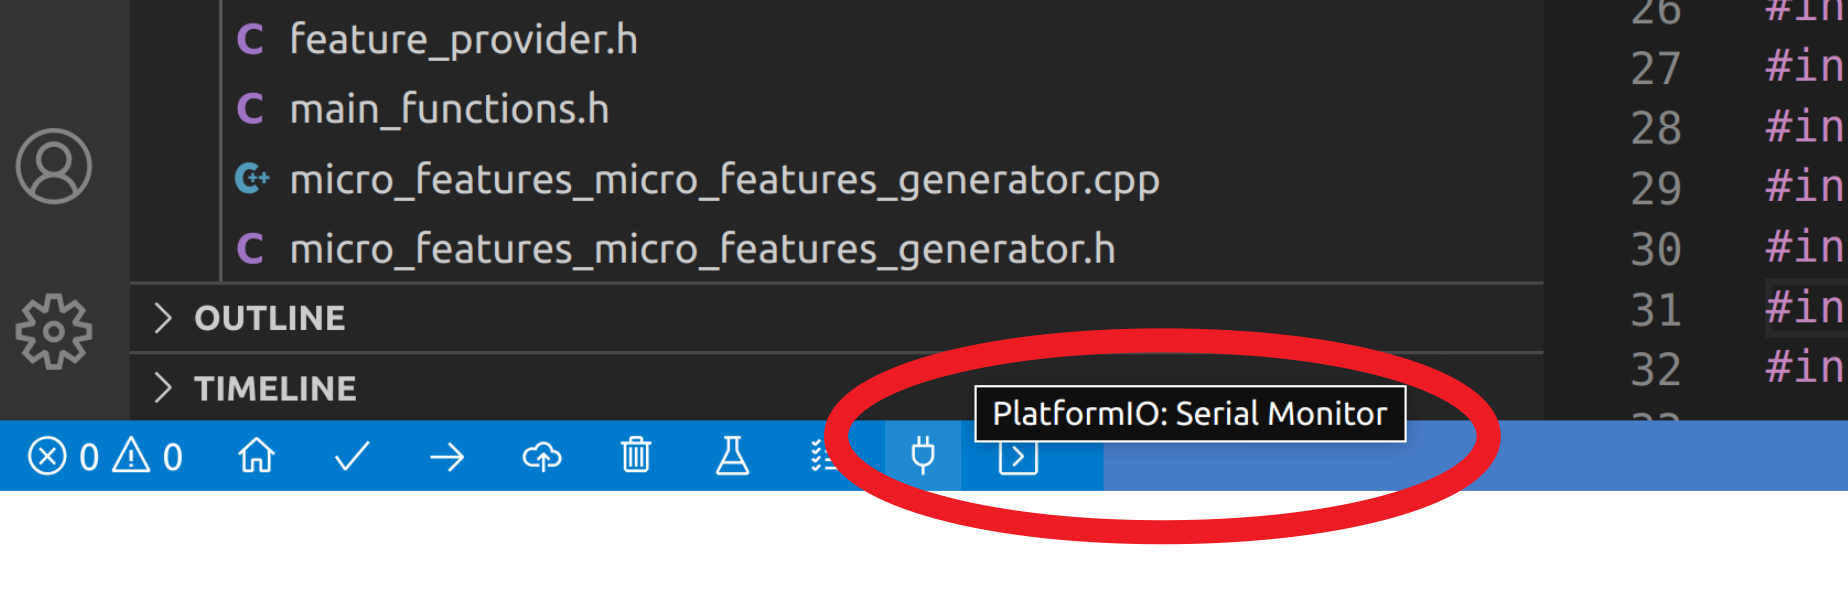 feature_provider.h
main_functions.h
micro_features_micro_features_generator.cpp
micro_features_micro_features_generator.h
OUTLINE
TIMELINE
26 #in
27 #in
28 #in
29 #in
30 #in
31 #in
32 #in
PlatformIO: Serial Monitor
0 0